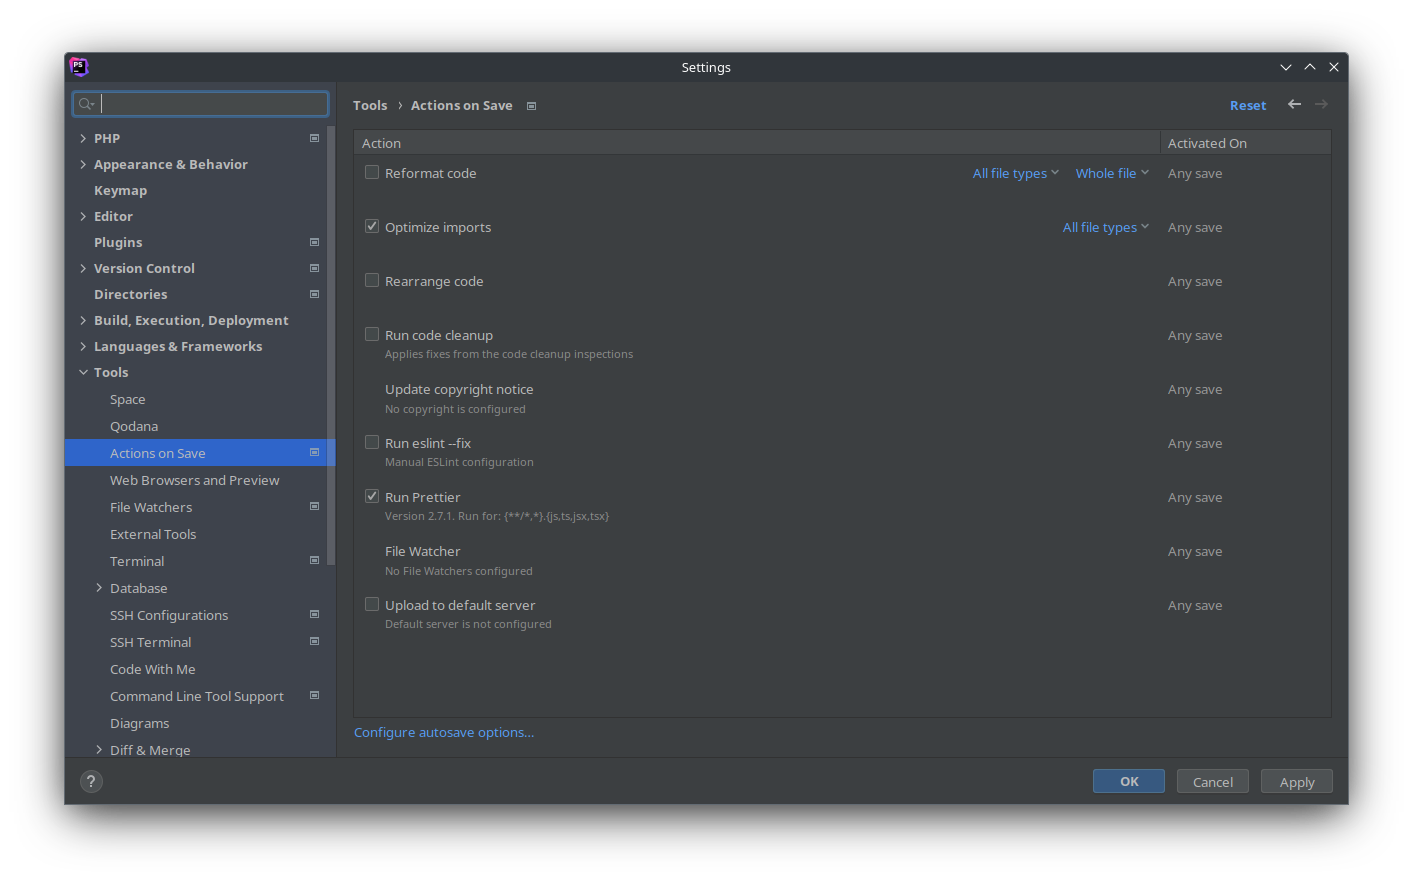 PS
Settings
Tools › Actions on Save
Reset
PHP
Appearance & Behavior
Keymap
Editor
Plugins
Version Control
Directories
Build, Execution, Deployment
Languages & Frameworks
Tools
Space
Qodana
Actions on Save
Web Browsers and Preview
File Watchers
External Tools
Terminal
Database
SSH Configurations
SSH Terminal
Code With Me
Command Line Tool Support
Diagrams
Diff & Merge
Action Activated On
Reformat code All file types Whole file Any save
Optimize imports All file types Any save
Rearrange code Any save
Run code cleanup Any save
Applies fixes from the code cleanup inspections
Update copyright notice Any save
No copyright is configured
Run eslint --fix Any save
Manual ESLint configuration
Run Prettier Any save
Version 2.7.1. Run for: {**/*,*}.{js,ts,jsx,tsx}
File Watcher Any save
No File Watchers configured
Upload to default server Any save
Default server is not configured
Configure autosave options...
?
OK Cancel Apply